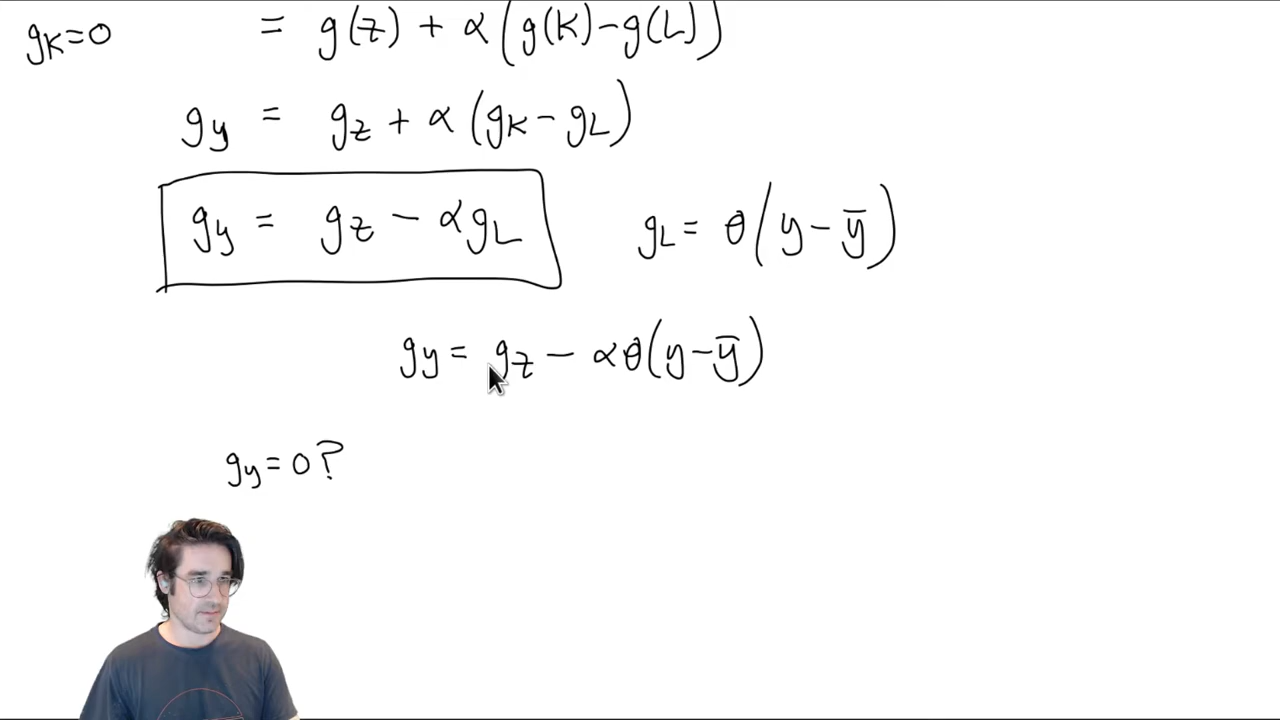 gK=0
= g(z) + α(g(K)-g(L))
gy = gz + α(gK - gL)
gy = gz - αgL
gL = θ(y - ȳ)
gy = gz - αθ(y-ȳ)
gy=0?